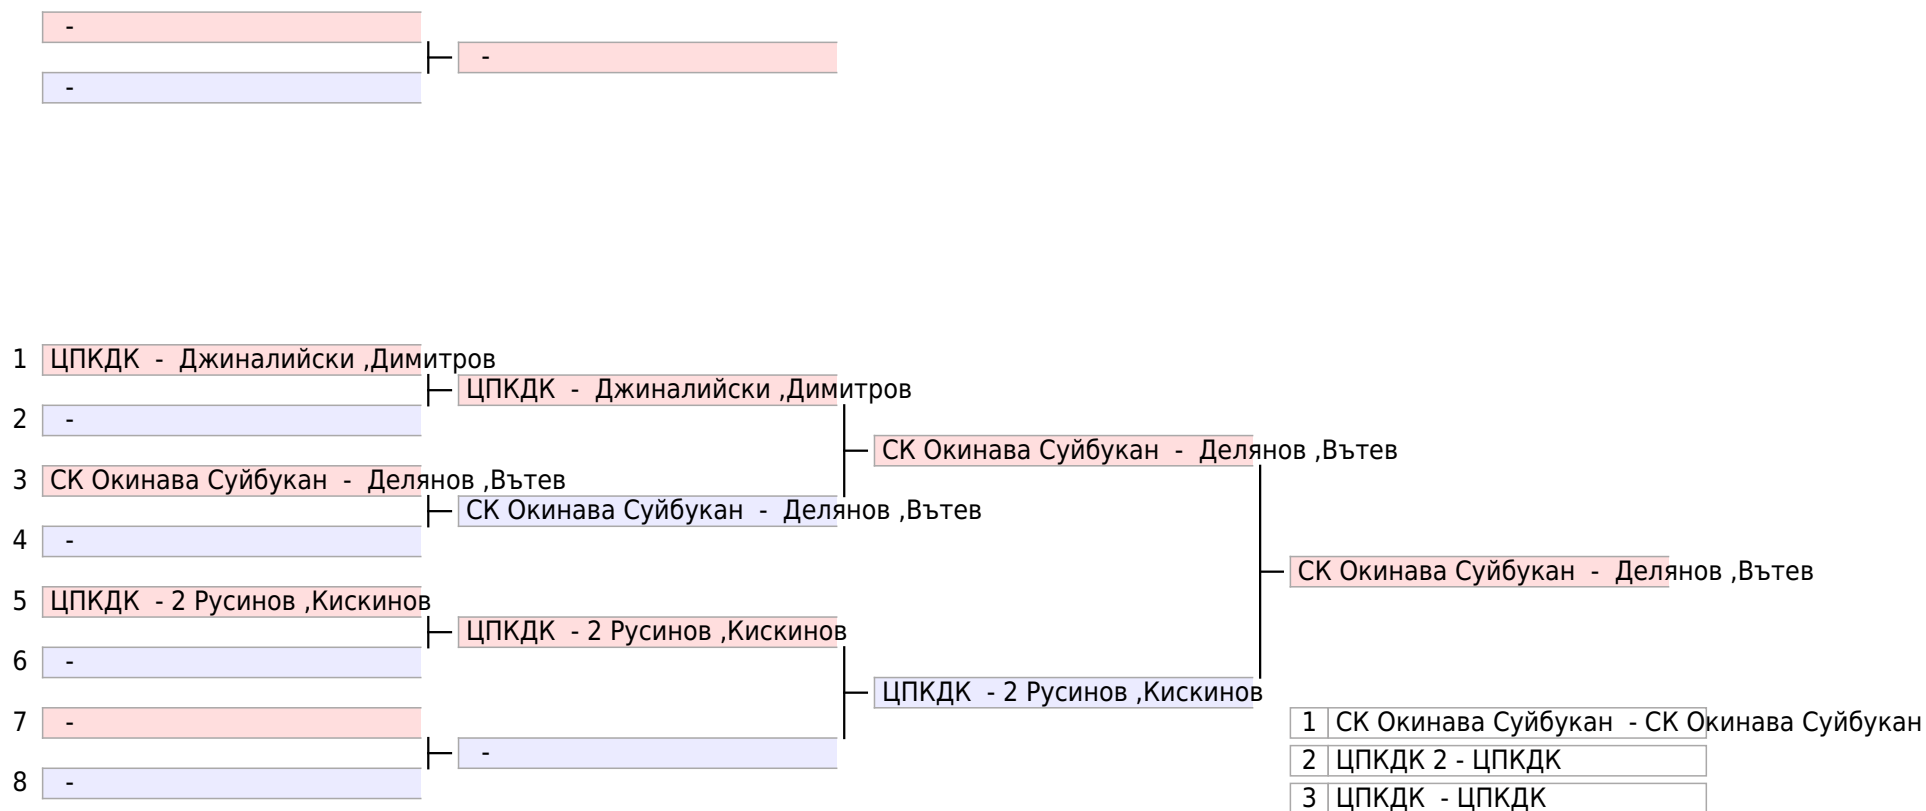 -
-
-
1 ЦПКДК - Джиналийски ,Димитров
ЦПКДК - Джиналийски ,Димитров
2 -
СК Окинава Суйбукан - Делянов ,Вътев
3 СК Окинава Суйбукан - Делянов ,Вътев
СК Окинава Суйбукан - Делянов ,Вътев
4 -
СК Окинава Суйбукан - Делянов ,Вътев
5 ЦПКДК - 2 Русинов ,Кискинов
ЦПКДК - 2 Русинов ,Кискинов
6 -
ЦПКДК - 2 Русинов ,Кискинов
7 -
1 СК Окинава Суйбукан - СК Окинава Суйбукан
-
2 ЦПКДК 2 - ЦПКДК
8 -
3 ЦПКДК - ЦПКДК